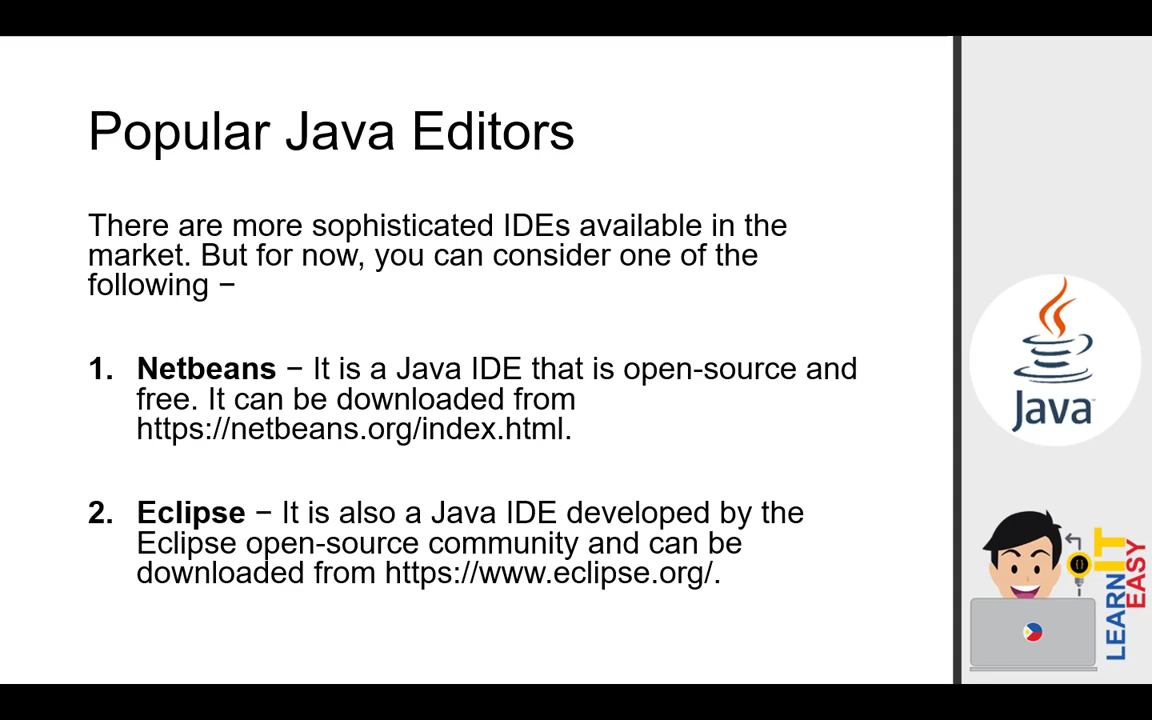 Popular Java Editors
There are more sophisticated IDEs available in the
market. But for now, you can consider one of the
following −
1. Netbeans − It is a Java IDE that is open-source and
free. It can be downloaded from
https://netbeans.org/index.html.
2. Eclipse − It is also a Java IDE developed by the
Eclipse open-source community and can be
downloaded from https://www.eclipse.org/.
Java™
LEARN IT
EASY